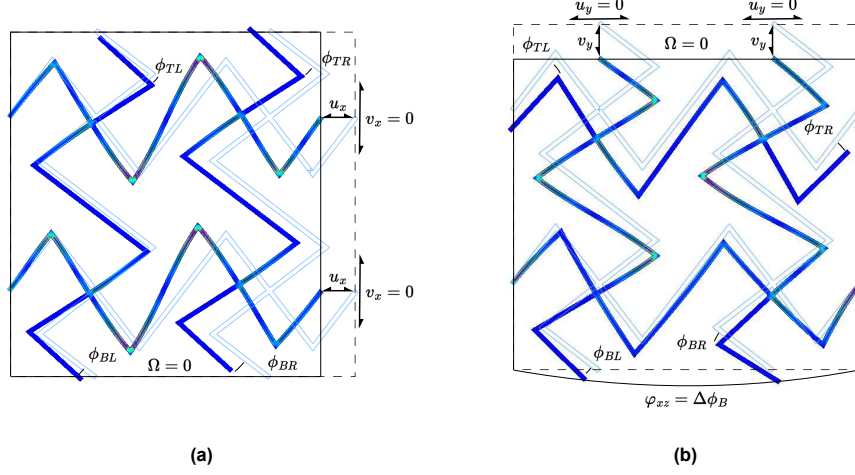 u_y = 0
u_y = 0
ϕ_TL
ϕ_TR
u_x
v_x = 0
u_x
v_x = 0
ϕ_BL
ϕ_BR
Ω = 0
ϕ_TL
v_y
Ω = 0
v_y
ϕ_TR
ϕ_BL
ϕ_BR
φ_xz = Δϕ_B
(a)
(b)